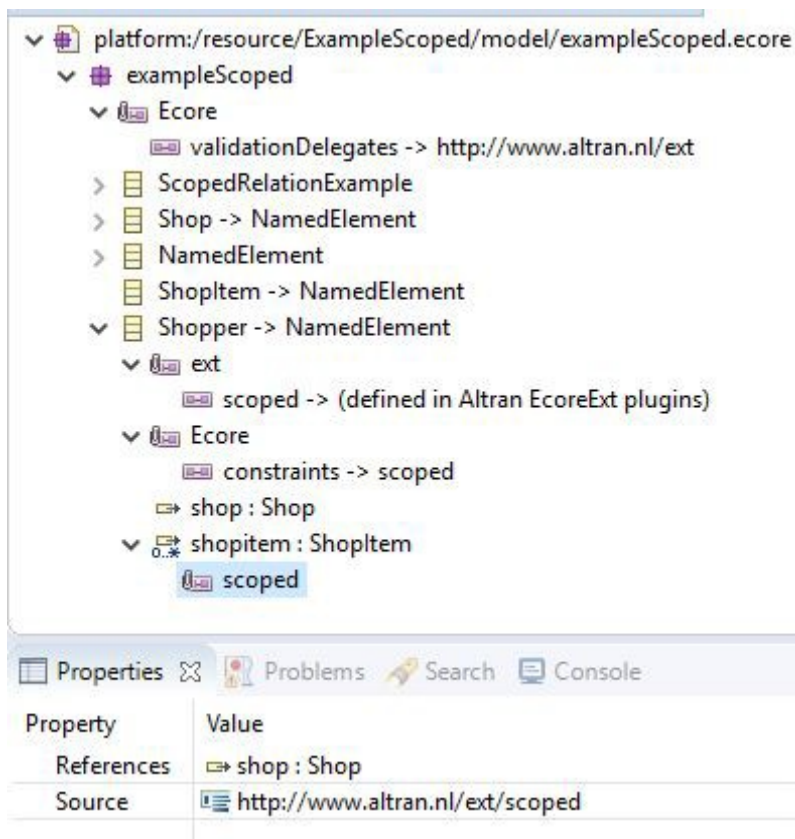 platform:/resource/ExampleScoped/model/exampleScoped.ecore
exampleScoped
Ecore
validationDelegates -> http://www.altran.nl/ext
ScopedRelationExample
Shop -> NamedElement
NamedElement
ShopItem -> NamedElement
Shopper -> NamedElement
ext
scoped -> (defined in Altran EcoreExt plugins)
Ecore
constraints -> scoped
shop : Shop
0..* shopitem : ShopItem
scoped
Properties Problems Search Console
Property Value
References shop : Shop
Source http://www.altran.nl/ext/scoped